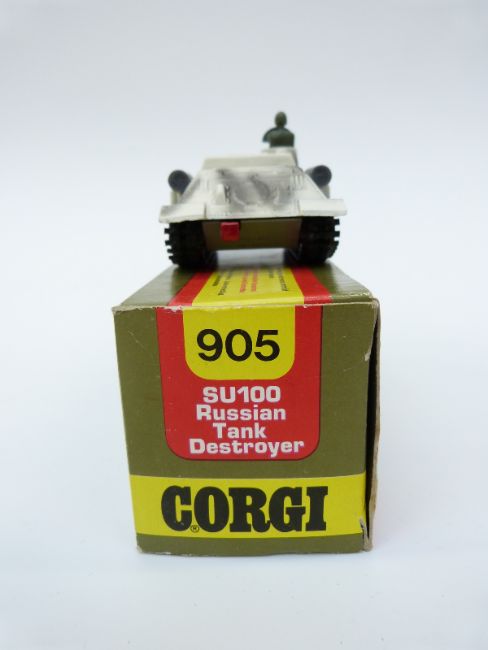 905
SU100
Russian
Tank
Destroyer
CORGI
®